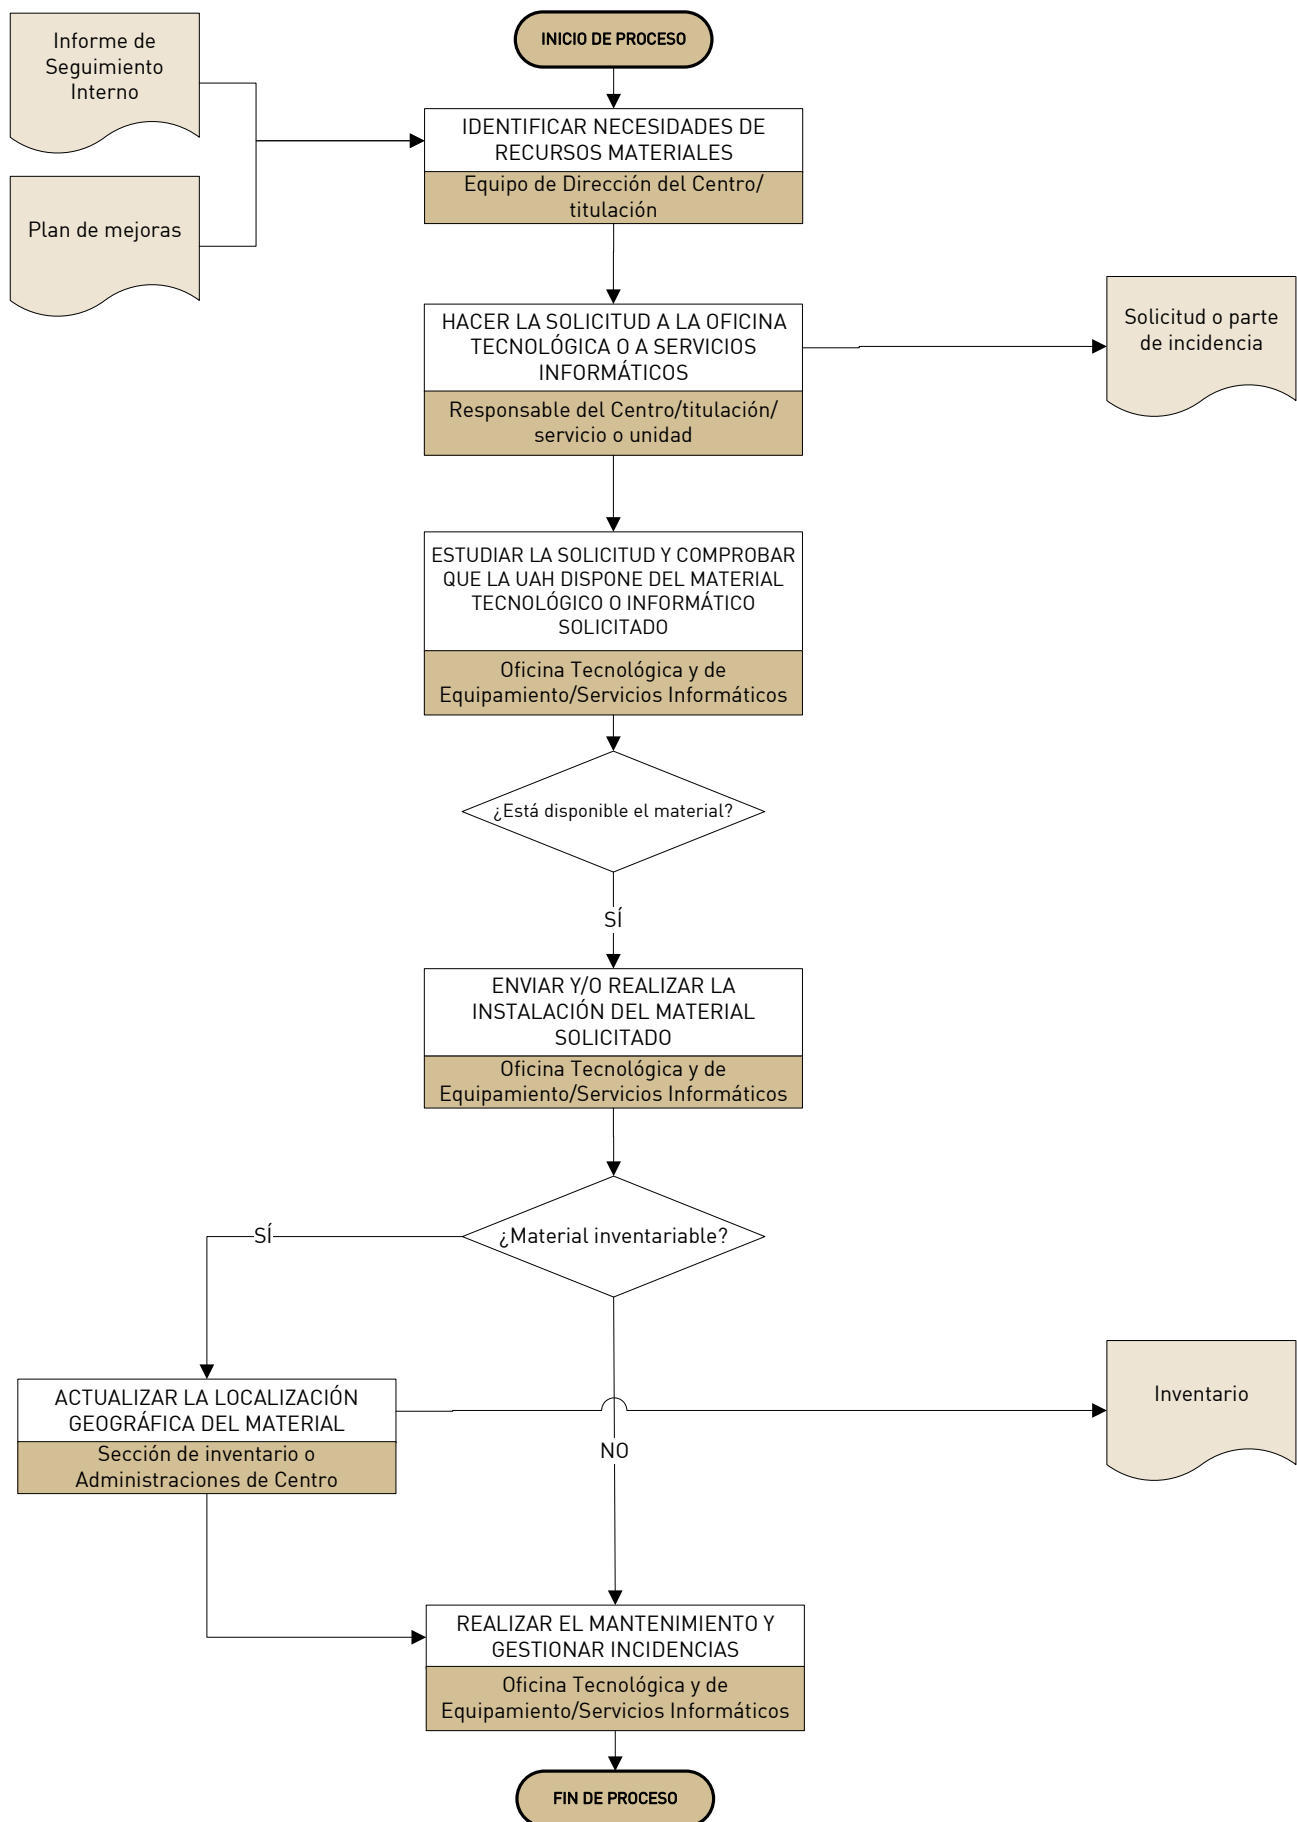 Informe de
Seguimiento
Interno
INICIO DE PROCESO
IDENTIFICAR NECESIDADES DE
RECURSOS MATERIALES
Equipo de Dirección del Centro/
titulación
Plan de mejoras
HACER LA SOLICITUD A LA OFICINA
TECNOLÓGICA O A SERVICIOS
INFORMÁTICOS
Responsable del Centro/titulación/
servicio o unidad
Solicitud o parte
de incidencia
ESTUDIAR LA SOLICITUD Y COMPROBAR
QUE LA UAH DISPONE DEL MATERIAL
TECNOLÓGICO O INFORMÁTICO
SOLICITADO
Oficina Tecnológica y de
Equipamiento/Servicios Informáticos
¿Está disponible el material?
SÍ
ENVIAR Y/O REALIZAR LA
INSTALACIÓN DEL MATERIAL
SOLICITADO
Oficina Tecnológica y de
Equipamiento/Servicios Informáticos
¿Material inventariable?
SÍ
ACTUALIZAR LA LOCALIZACIÓN
GEOGRÁFICA DEL MATERIAL
Sección de inventario o
Administraciones de Centro
Inventario
NO
REALIZAR EL MANTENIMIENTO Y
GESTIONAR INCIDENCIAS
Oficina Tecnológica y de
Equipamiento/Servicios Informáticos
FIN DE PROCESO